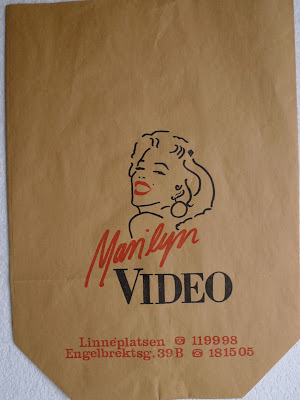 Marilyn
VIDEO
Linnéplatsen ☎ 119998
Engelbrektsg. 39B ☎ 181505